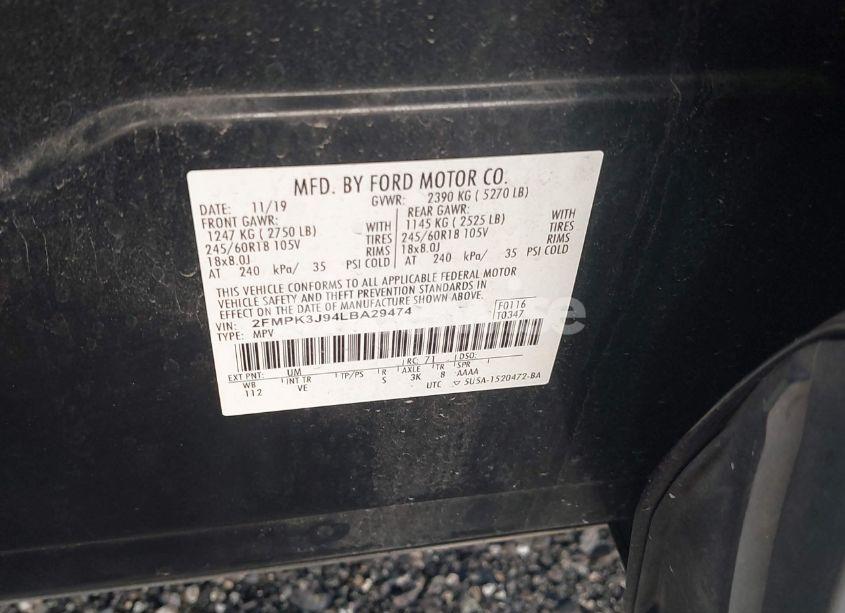 MFD. BY FORD MOTOR CO.
DATE: 11/19 GVWR: 2390 KG ( 5270 LB)
FRONT GAWR: REAR GAWR:
1247 KG ( 2750 LB) WITH 1145 KG ( 2525 LB) WITH
245/60R18 105V TIRES 245/60R18 105V TIRES
18x8.0J RIMS 18x8.0J RIMS
AT 240 kPa/ 35 PSI COLD AT 240 kPa/ 35 PSI COLD
THIS VEHICLE CONFORMS TO ALL APPLICABLE FEDERAL MOTOR
VEHICLE SAFETY AND THEFT PREVENTION STANDARDS IN
EFFECT ON THE DATE OF MANUFACTURE SHOWN ABOVE.
VIN: 2FMPK3J94LBA29474 F0116
TYPE: MPV T0347
EXT PNT: UM RC: 71 DSO:
WB INT TR TP/PS R AXLE TR SPR
112 VE S 3K 8 AAAA
UTC SU5A-1520472-BA